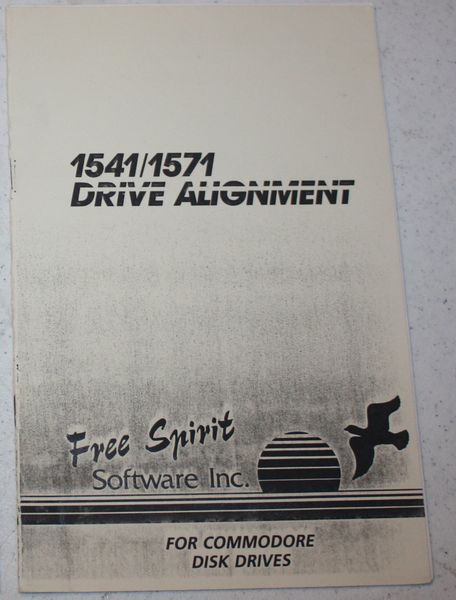 1541/1571
DRIVE ALIGNMENT
Free Spirit
Software Inc.
FOR COMMODORE
DISK DRIVES